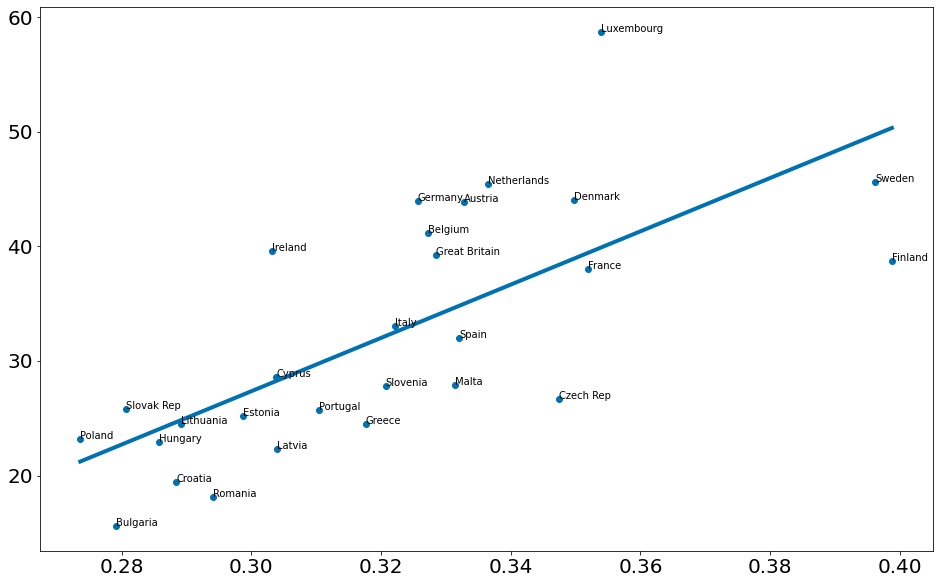 60
Luxembourg
50
Netherlands
Sweden
Germany
Austria
Denmark
Belgium
40
Ireland
Great Britain
Finland
France
Italy
Spain
30
Cyprus
Slovenia
Malta
Czech Rep
Slovak Rep
Portugal
Estonia
Lithuania
Greece
Poland
Hungary
Latvia
20
Croatia
Romania
Bulgaria
0.28 0.30 0.32 0.34 0.36 0.38 0.40